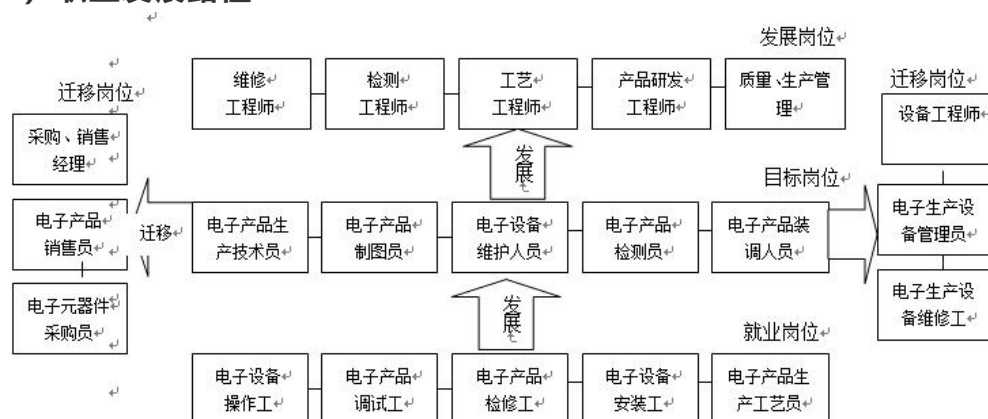 发展岗位
维修
工程师
检测
工程师
工艺
工程师
产品研发
工程师
质量、生产管
理
迁移岗位
采购、销售
经理
电子产品
销售员
电子元器件
采购员
迁移岗位
设备工程师
电子生产设
备管理员
电子生产设
备维修工
发展
目标岗位
迁移
电子产品生
产技术员
电子产品
制图员
电子设备
维护人员
电子产品
检测员
电子产品装
调人员
发展
就业岗位
电子设备
操作工
电子产品
调试工
电子产品
检修工
电子设备
安装工
电子产品生
产工艺员